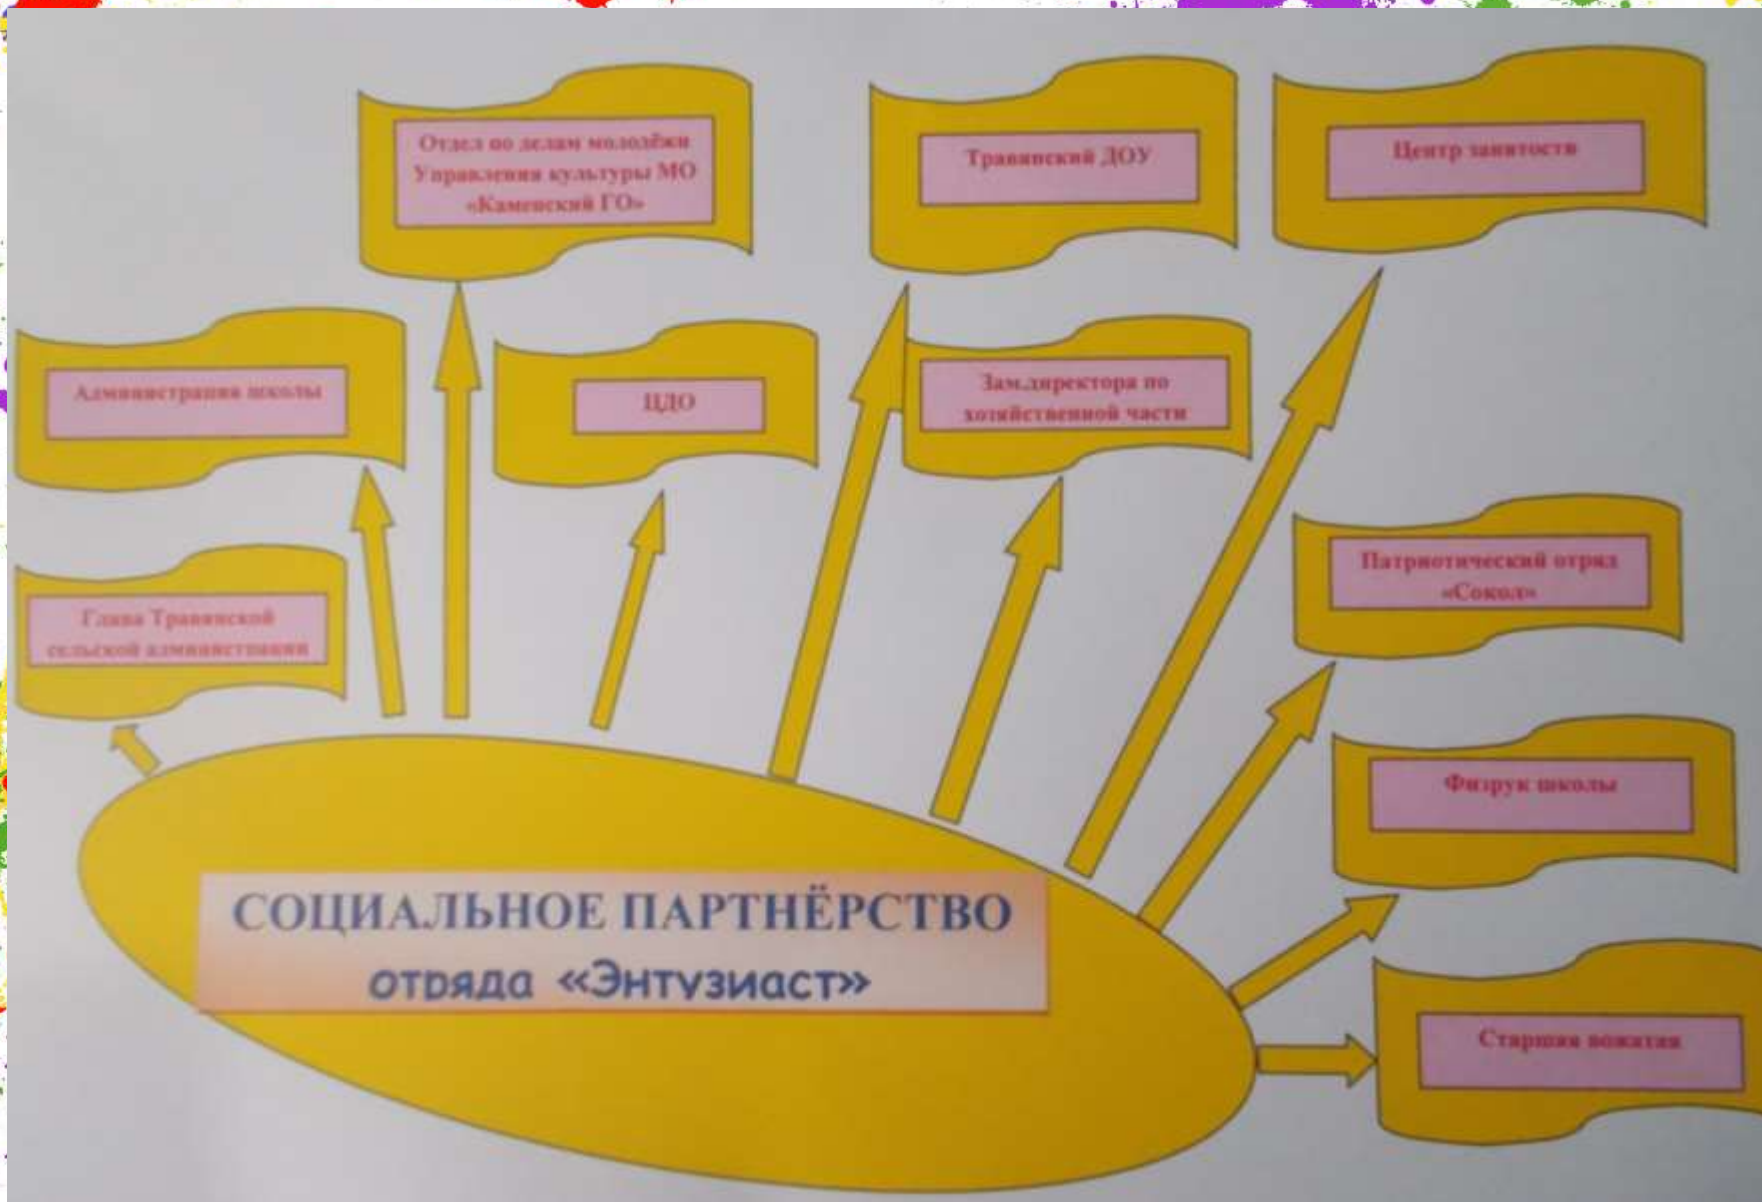 Отдел по делам молодёжи
Управления культуры МО
«Каменский ГО»
Травянский ДОУ
Центр занятости
Администрация школы
ЦДО
Зам.директора по
хозяйственной части
Глава Травянской
сельской администрации
Патриотический отряд
«Сокол»
Физрук школы
СОЦИАЛЬНОЕ ПАРТНЁРСТВО
отряда «Энтузиаст»
Старшая вожатая